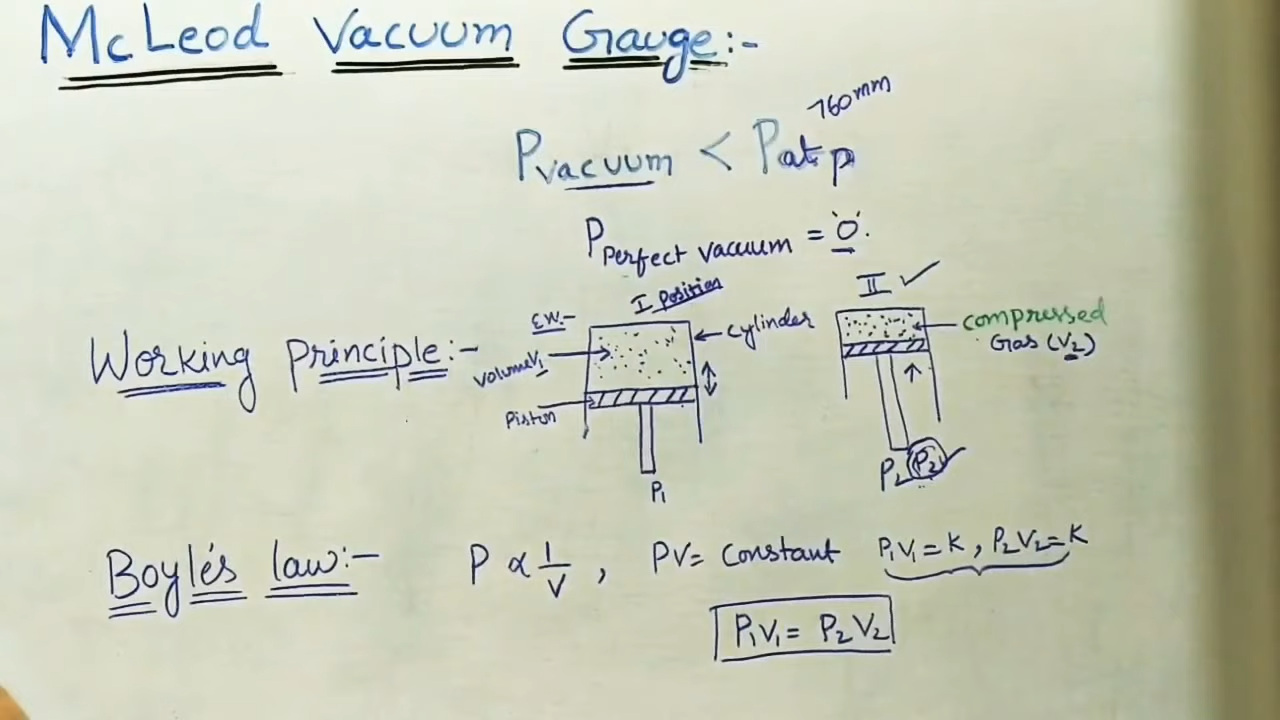 McLeod Vacuum Gauge:-
760mm
Pvacuum < Patp
PPerfect vacuum = '0'.
I Position
II ✓
Ex:-
cylinder
compressed
Gas (V2)
Working Principle:-
Volume V1
Piston
P1
P2 P2 ✓
Boyle's law:- P ∝ 1/V , PV= constant P1V1=K , P2V2=K
P1V1= P2V2